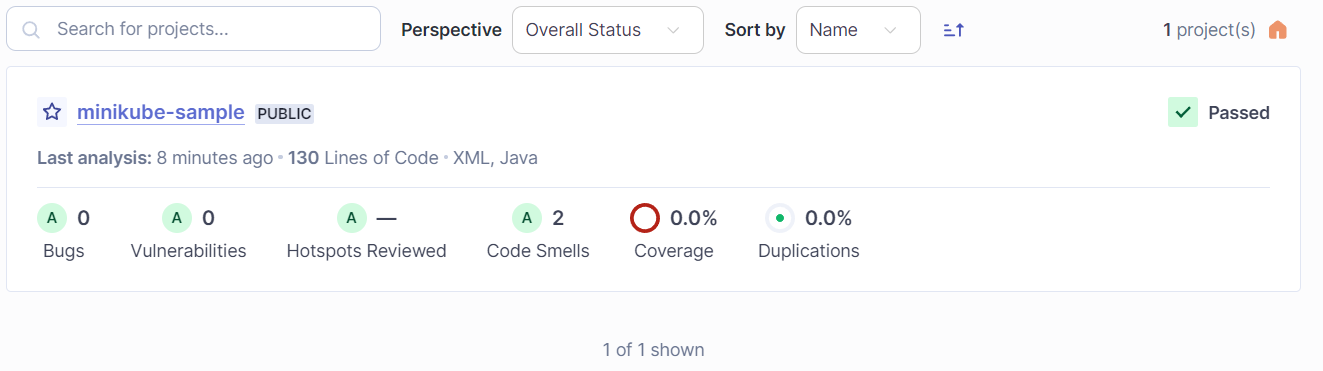 Search for projects... Perspective Overall Status Sort by Name 1 project(s)
minikube-sample PUBLIC Passed
Last analysis: 8 minutes ago • 130 Lines of Code • XML, Java
A 0 A 0 A — A 2 0.0% 0.0%
Bugs Vulnerabilities Hotspots Reviewed Code Smells Coverage Duplications
1 of 1 shown